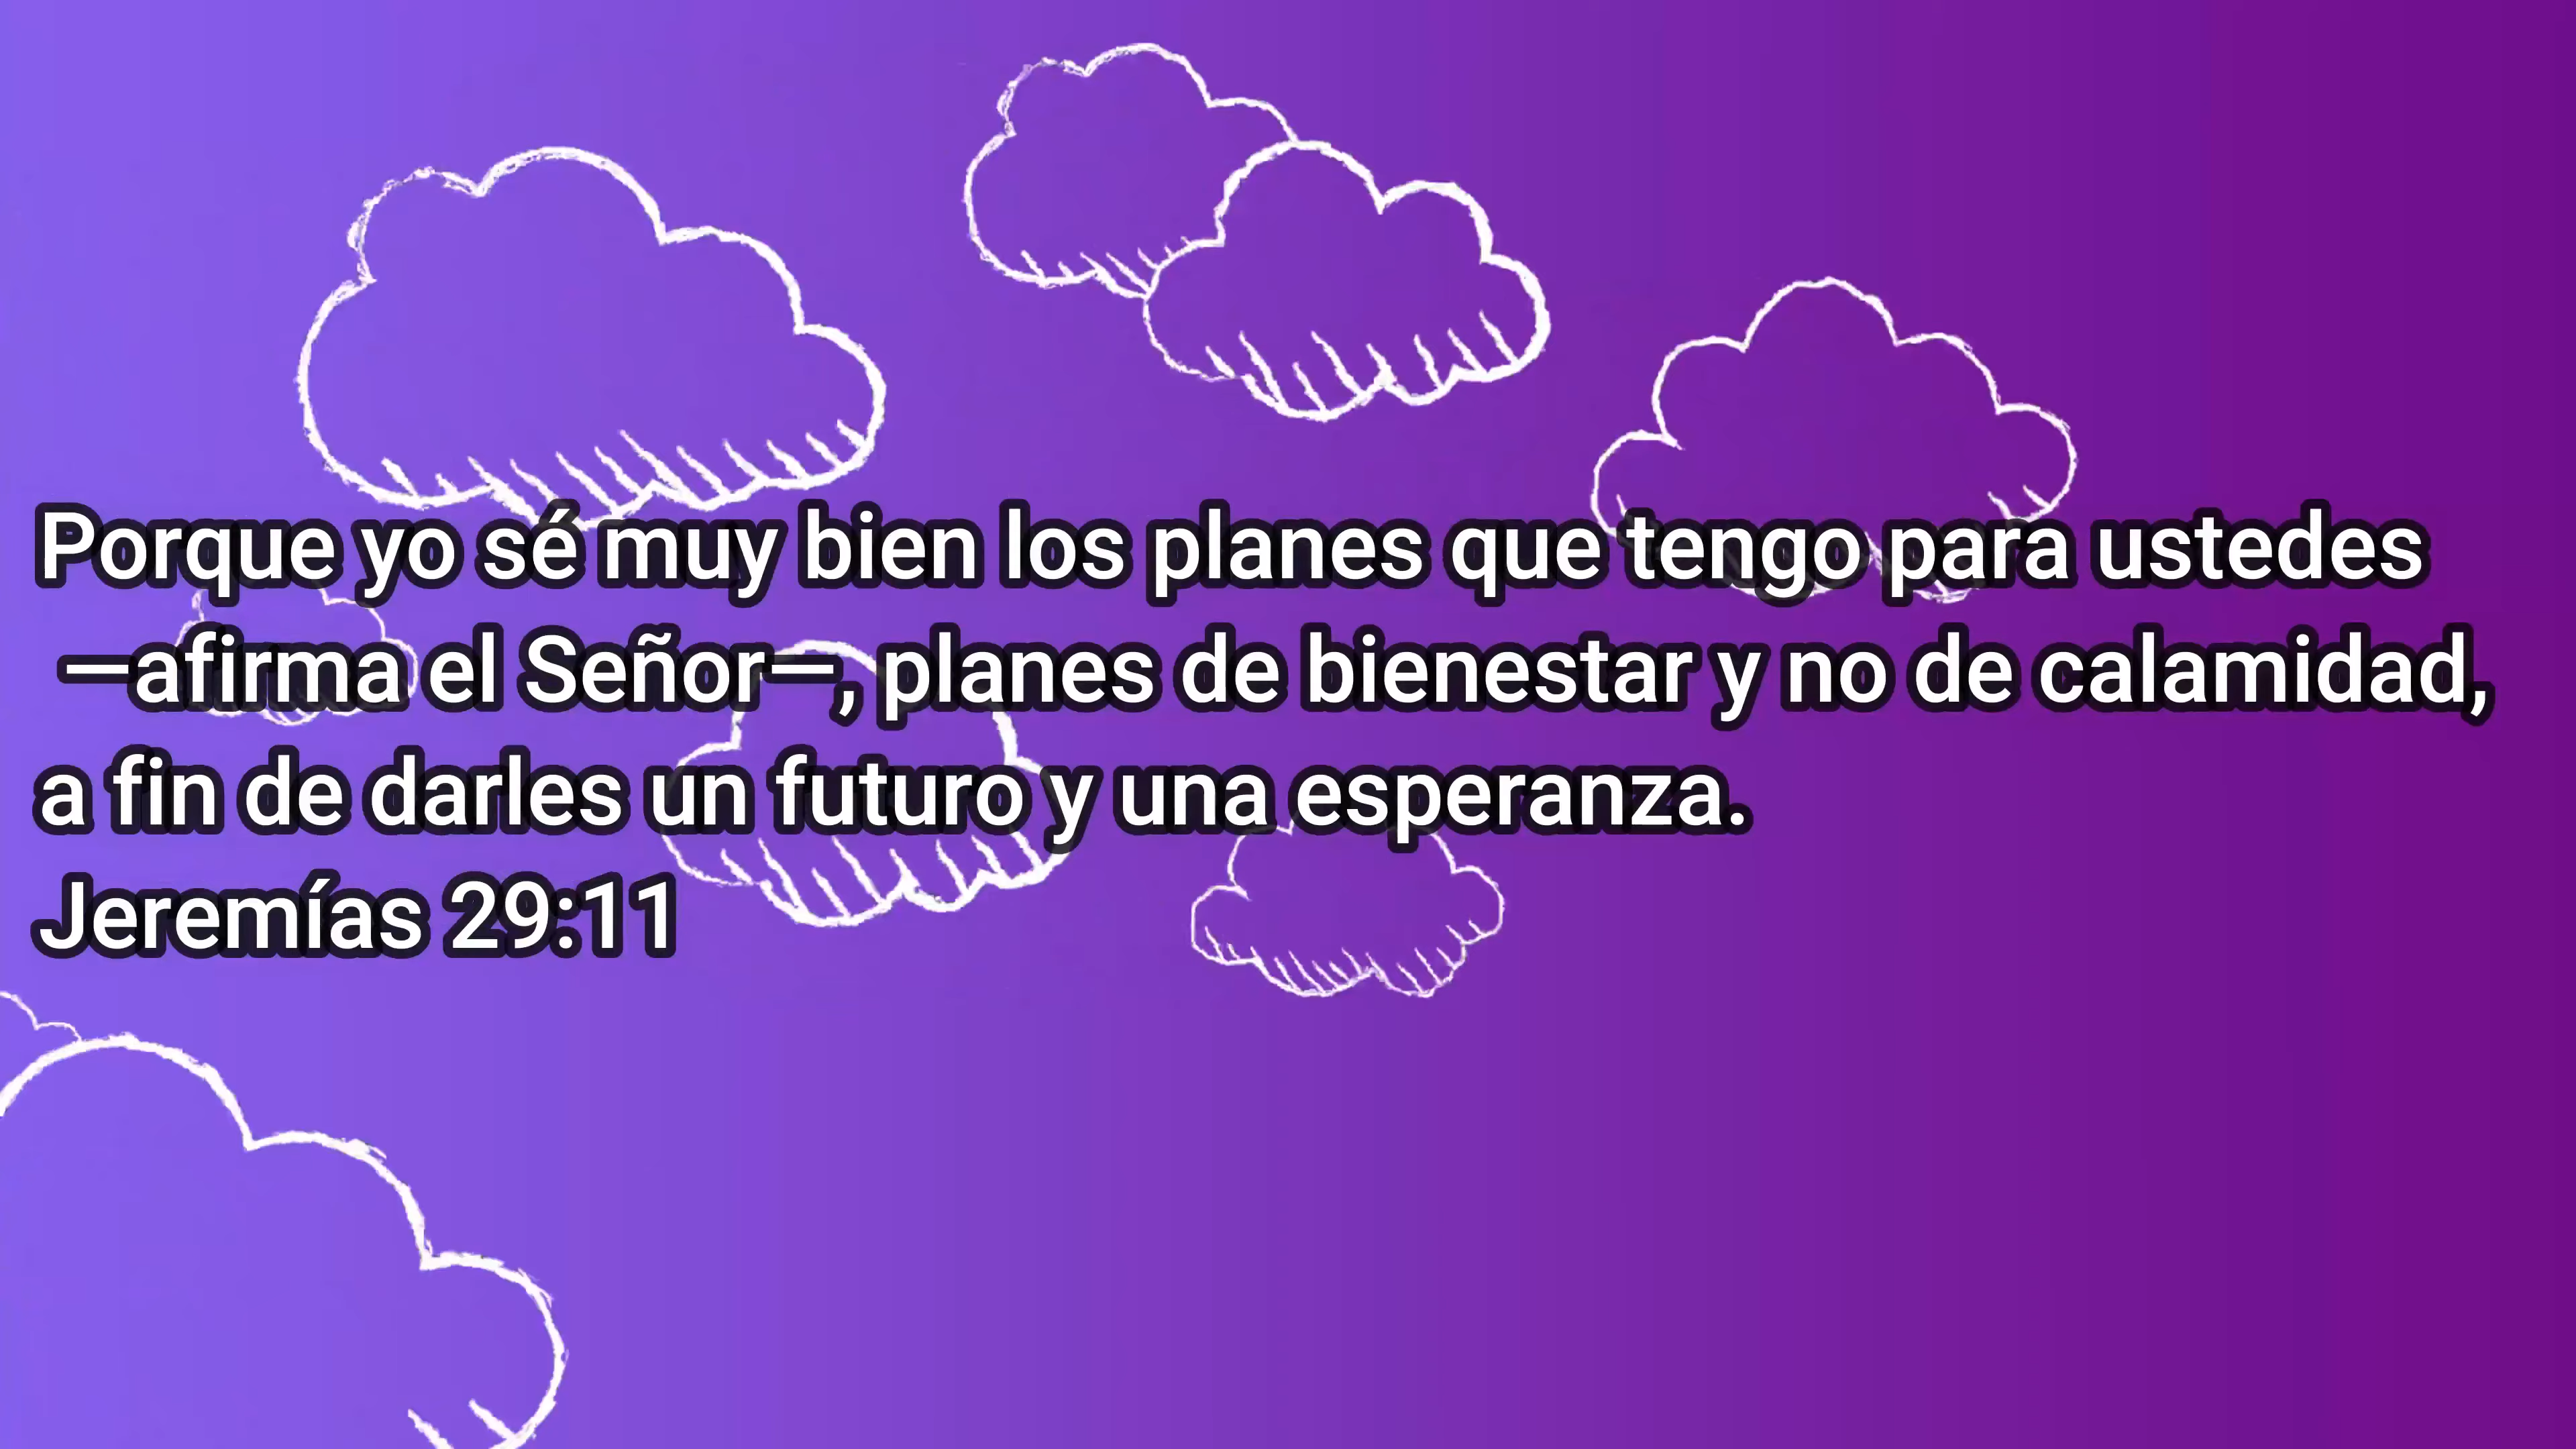 Porque yo sé muy bien los planes que tengo para ustedes
—afirma el Señor—, planes de bienestar y no de calamidad,
a fin de darles un futuro y una esperanza.
Jeremías 29:11